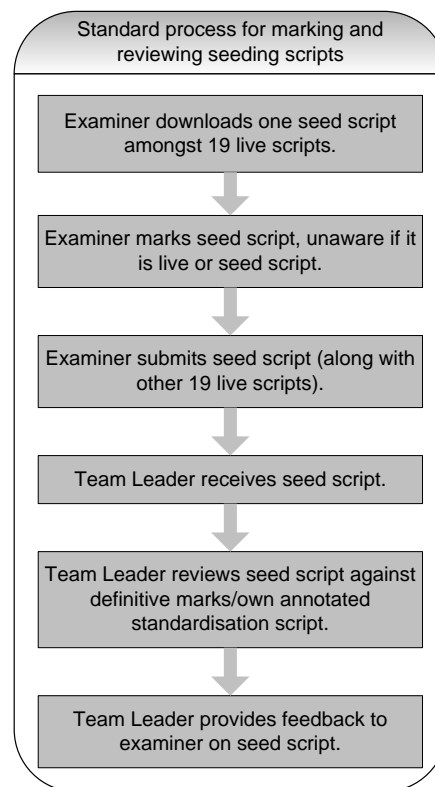 Standard process for marking and
reviewing seeding scripts
Examiner downloads one seed script
amongst 19 live scripts.
Examiner marks seed script, unaware if it
is live or seed script.
Examiner submits seed script (along with
other 19 live scripts).
Team Leader receives seed script.
Team Leader reviews seed script against
definitive marks/own annotated
standardisation script.
Team Leader provides feedback to
examiner on seed script.